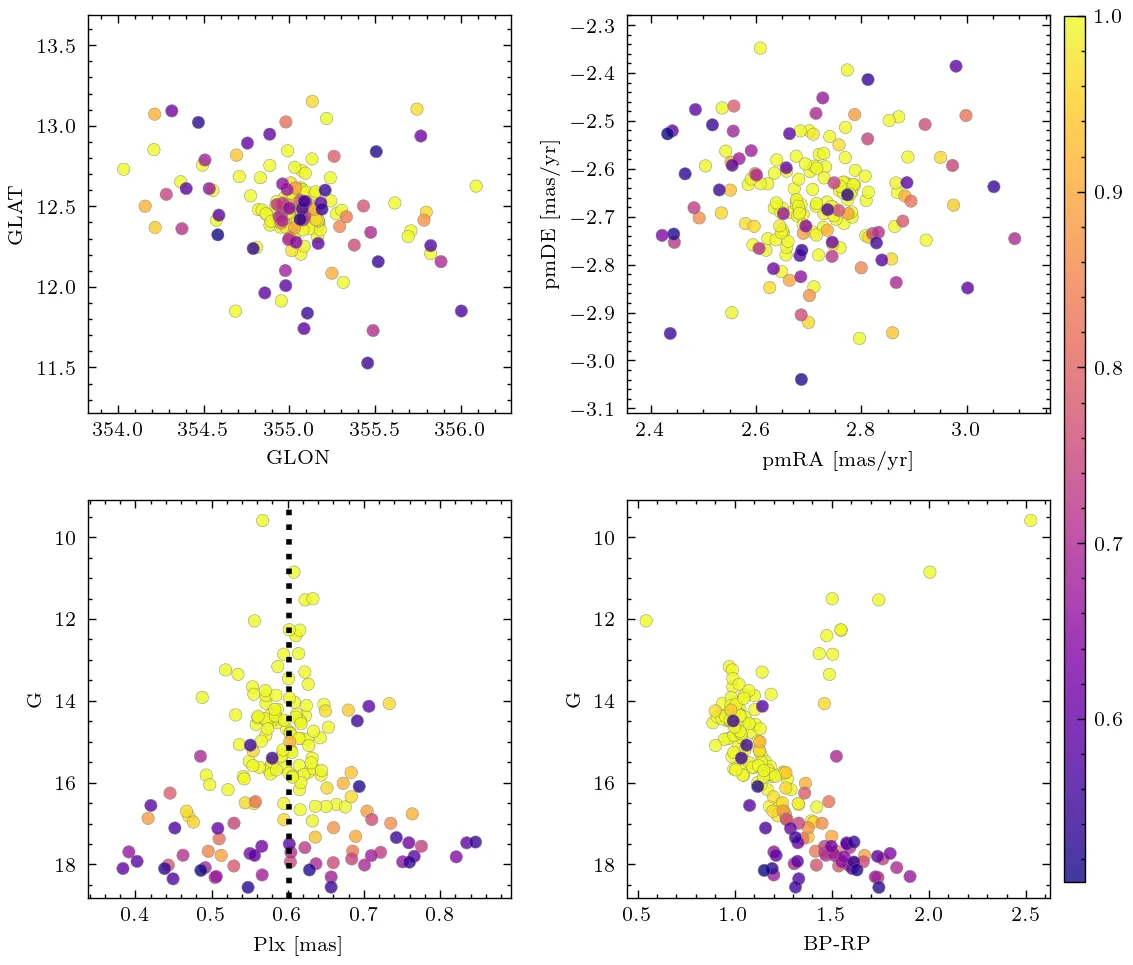 13.5
13.0
12.5
12.0
11.5
GLAT
354.0 354.5 355.0 355.5 356.0
GLON
−2.3
−2.4
−2.5
−2.6
−2.7
−2.8
−2.9
−3.0
−3.1
pmDE [mas/yr]
2.4 2.6 2.8 3.0
pmRA [mas/yr]
1.0
0.9
0.8
0.7
0.6
10
12
14
16
18
G
0.4 0.5 0.6 0.7 0.8
Plx [mas]
10
12
14
16
18
G
0.5 1.0 1.5 2.0 2.5
BP-RP